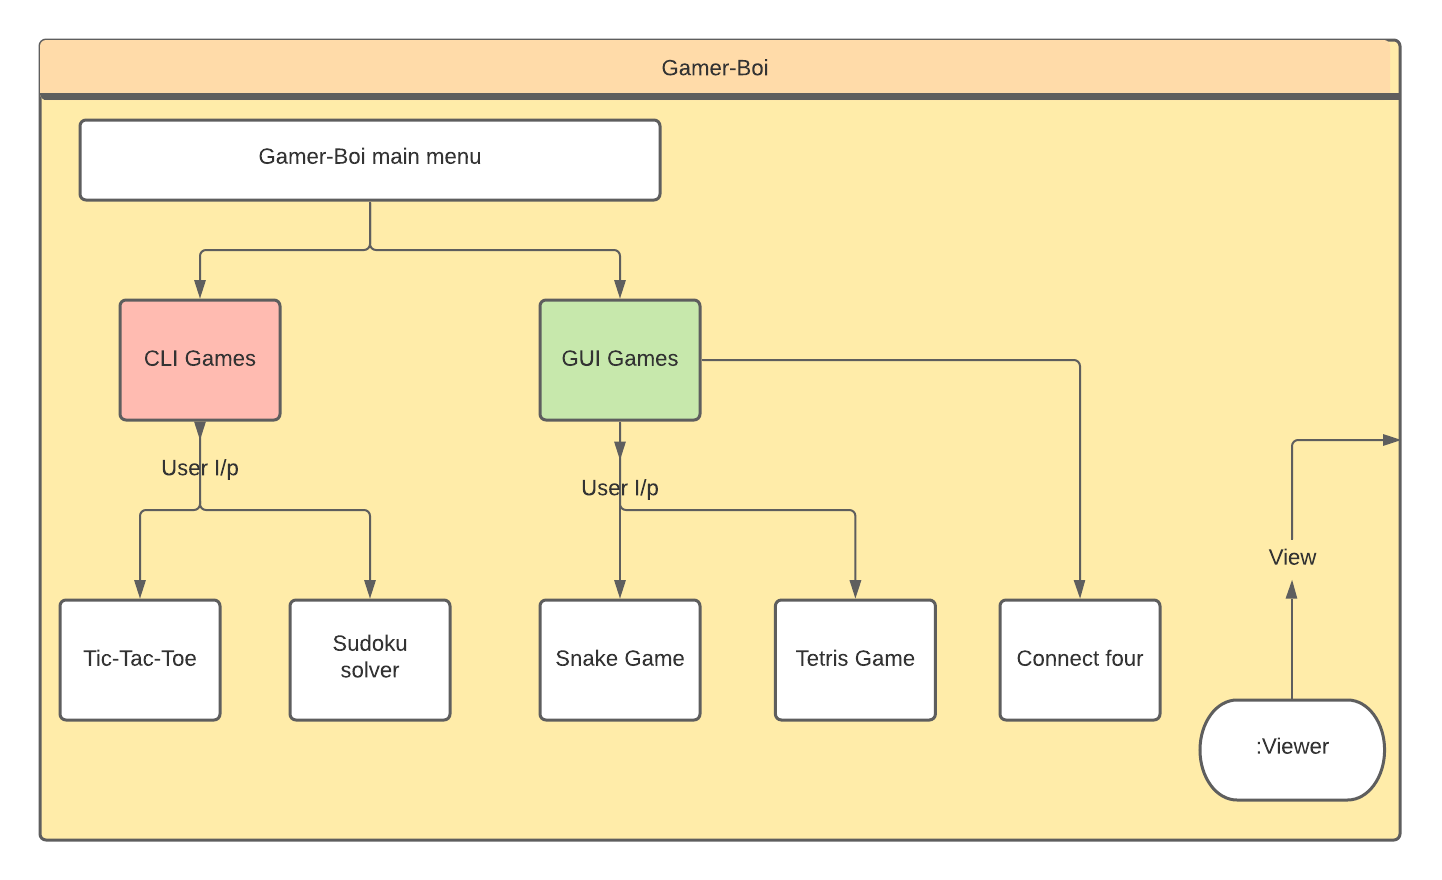 Gamer-Boi
Gamer-Boi main menu
CLI Games
GUI Games
User I/p
User I/p
View
Tic-Tac-Toe
Sudoku
solver
Snake Game
Tetris Game
Connect four
:Viewer